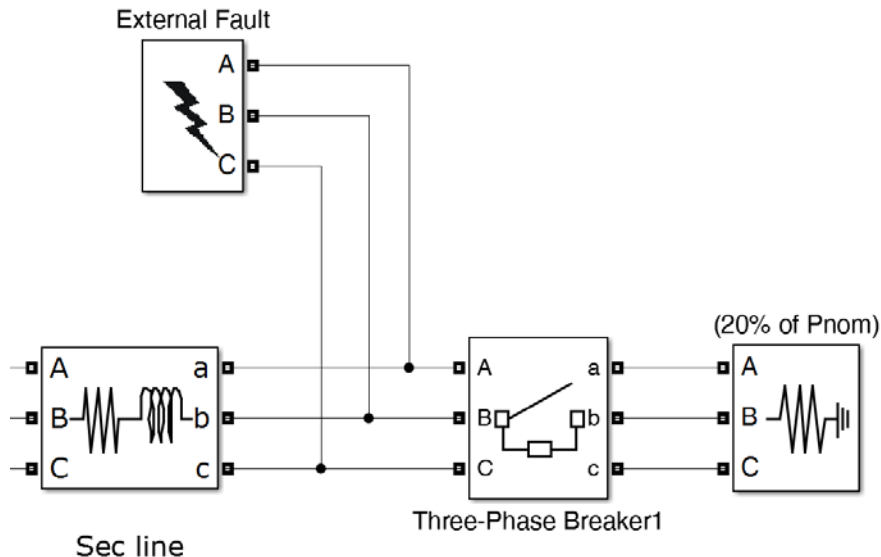 External Fault
A
B
C
(20% of Pnom)
A a A a A
B b B b B
C c C c C
Three-Phase Breaker1
Sec line